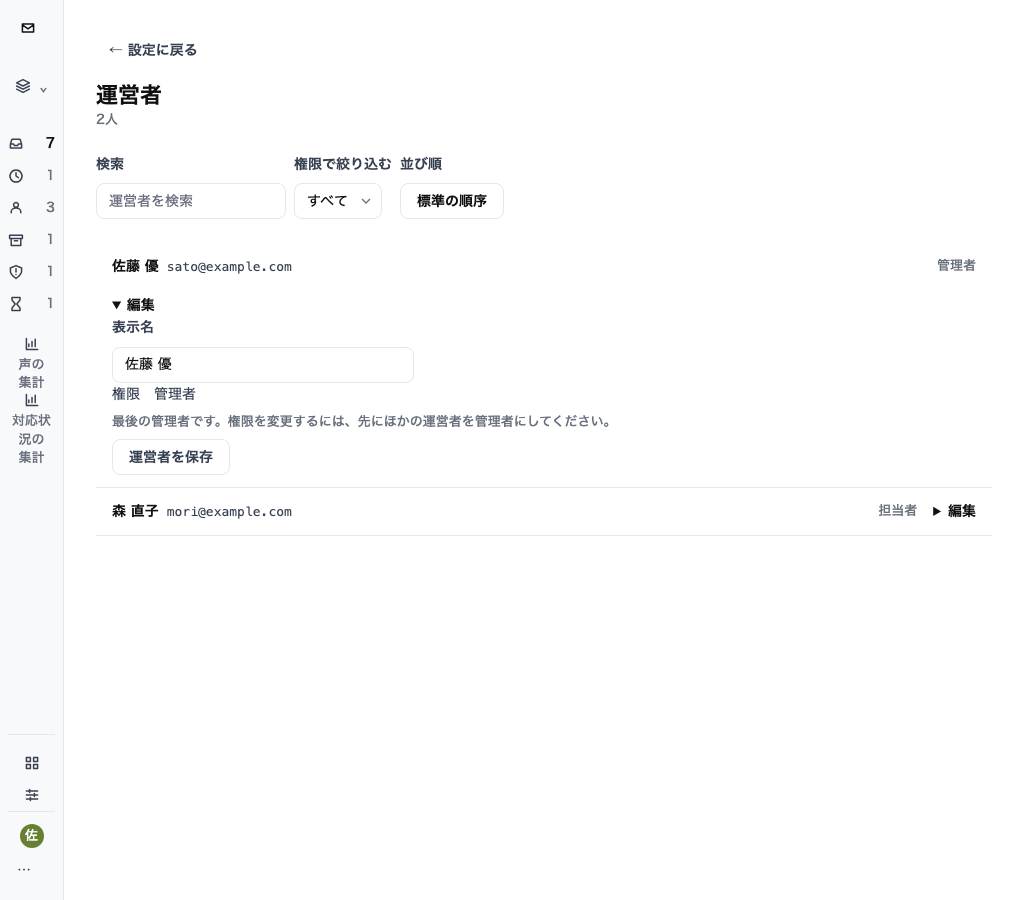 ← 設定に戻る
運営者
2人
検索
権限で絞り込む
並び順
運営者を検索
すべて
標準の順序
7
1
3
1
1
1
声の
集計
対応状
況の
集計
佐藤 優 sato@example.com
管理者
▼ 編集
表示名
佐藤 優
権限 管理者
最後の管理者です。権限を変更するには、先にほかの運営者を管理者にしてください。
運営者を保存
森 直子 mori@example.com
担当者
▶ 編集
佐
…